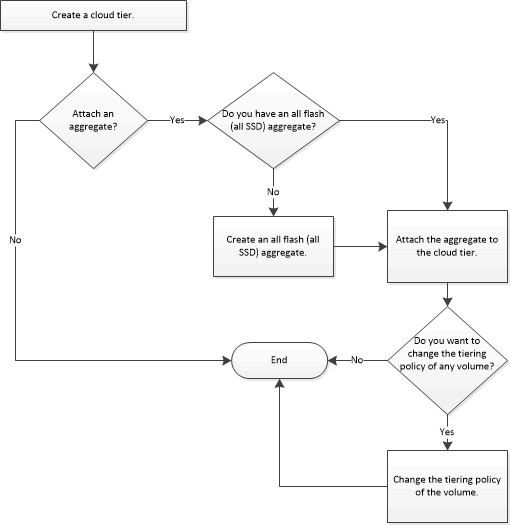 Create a cloud tier.
Attach an
aggregate?
Yes
Do you have an all flash
(all SSD) aggregate?
Yes
No
No
Create an all flash (all
SSD) aggregate.
Attach the aggregate to
the cloud tier.
Do you want to
change the tiering
policy of any volume?
No
End
Yes
Change the tiering policy
of the volume.